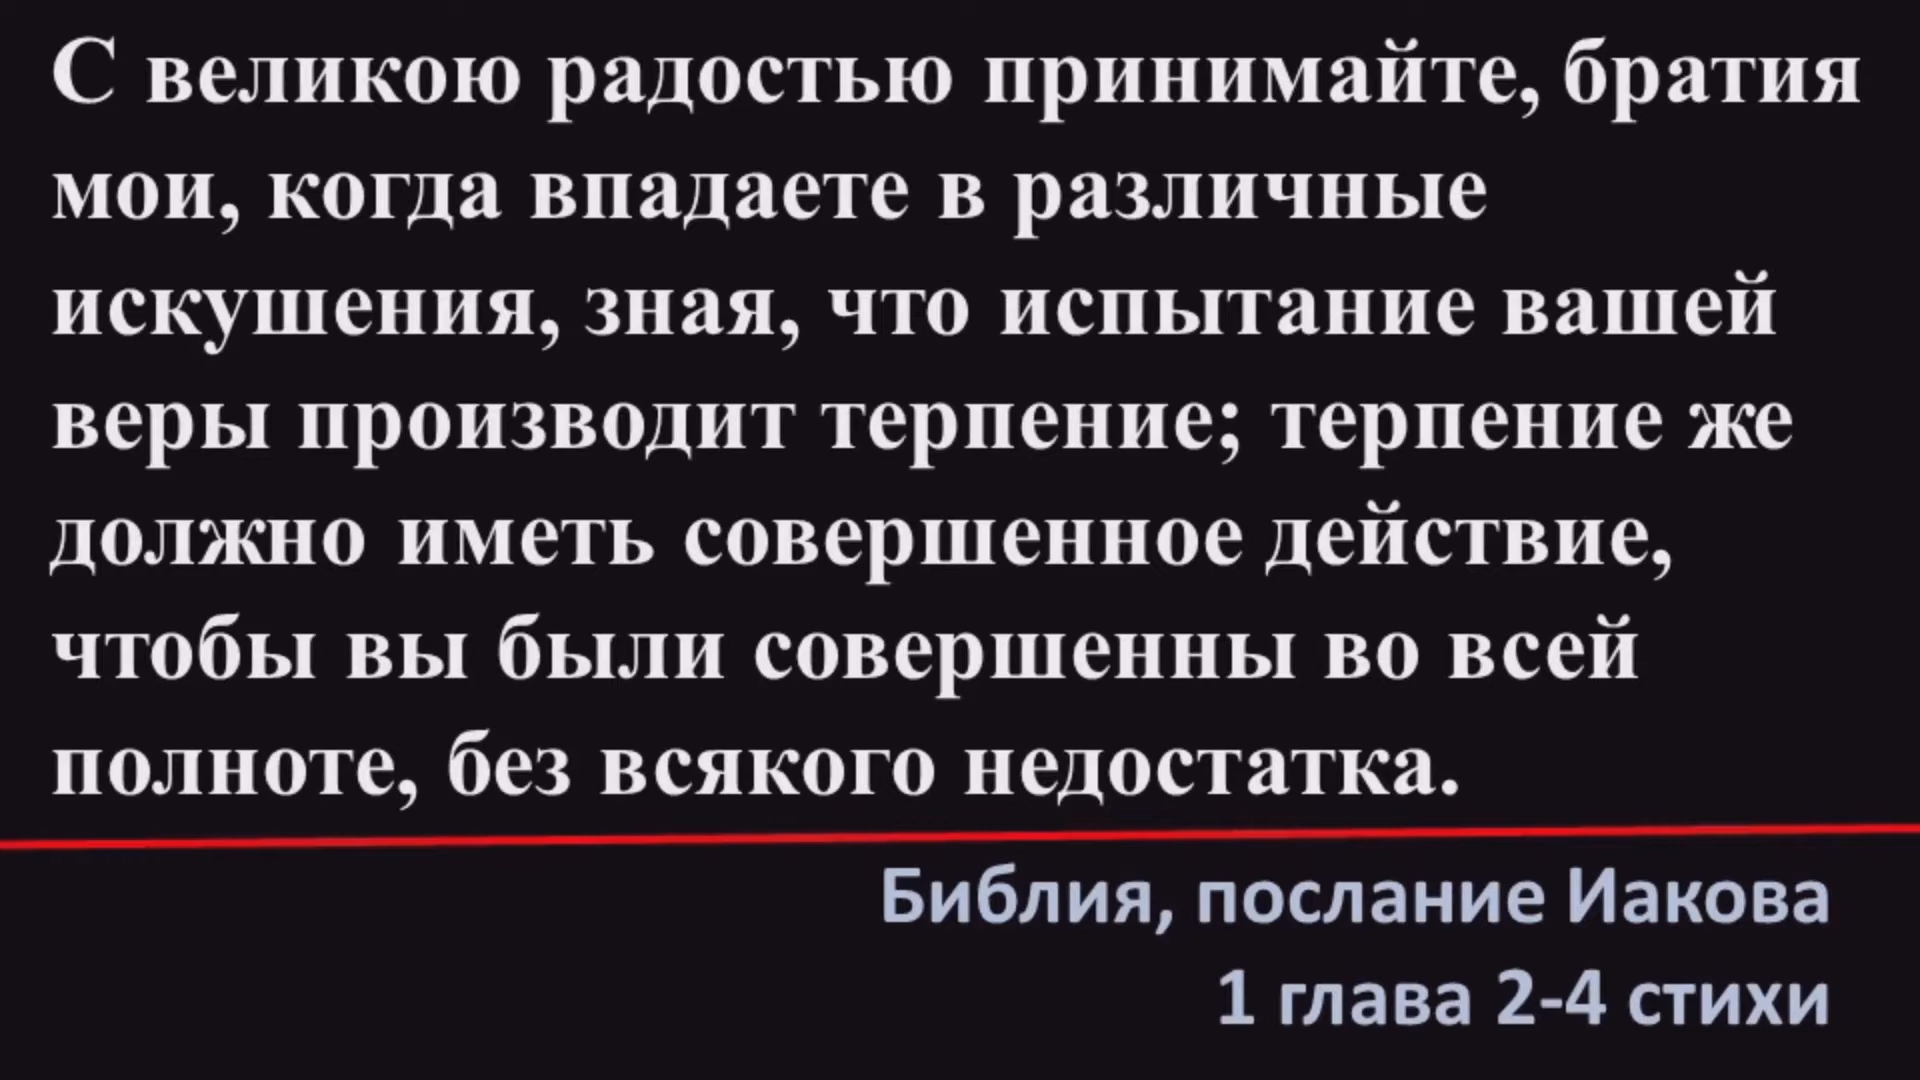 С великою радостью принимайте, братия
мои, когда впадаете в различные
искушения, зная, что испытание вашей
веры производит терпение; терпение же
должно иметь совершенное действие,
чтобы вы были совершенны во всей
полноте, без всякого недостатка.
Библия, послание Иакова
1 глава 2-4 стихи